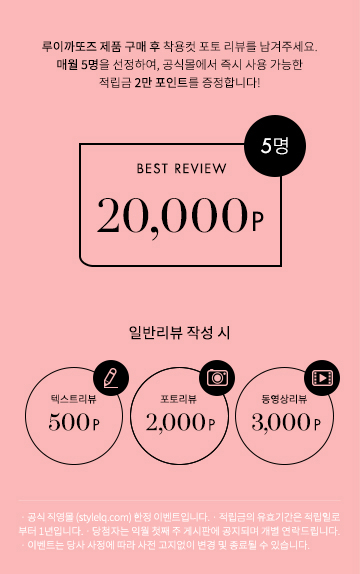 루이까또즈 제품 구매 후 착용컷 포토 리뷰를 남겨주세요.
매월 5명을 선정하여, 공식몰에서 즉시 사용 가능한
적립금 2만 포인트를 증정합니다!
5명
BEST REVIEW
20,000P
일반리뷰 작성 시
텍스트리뷰
500P
포토리뷰
2,000P
동영상리뷰
3,000P
· 공식 직영몰 (stylelq.com) 한정 이벤트입니다. · 적립금의 유효기간은 적립일로
부터 1년입니다. · 당첨자는 익월 첫째 주 게시판에 공지되며 개별 연락드립니다.
· 이벤트는 당사 사정에 따라 사전 고지없이 변경 및 종료될 수 있습니다.